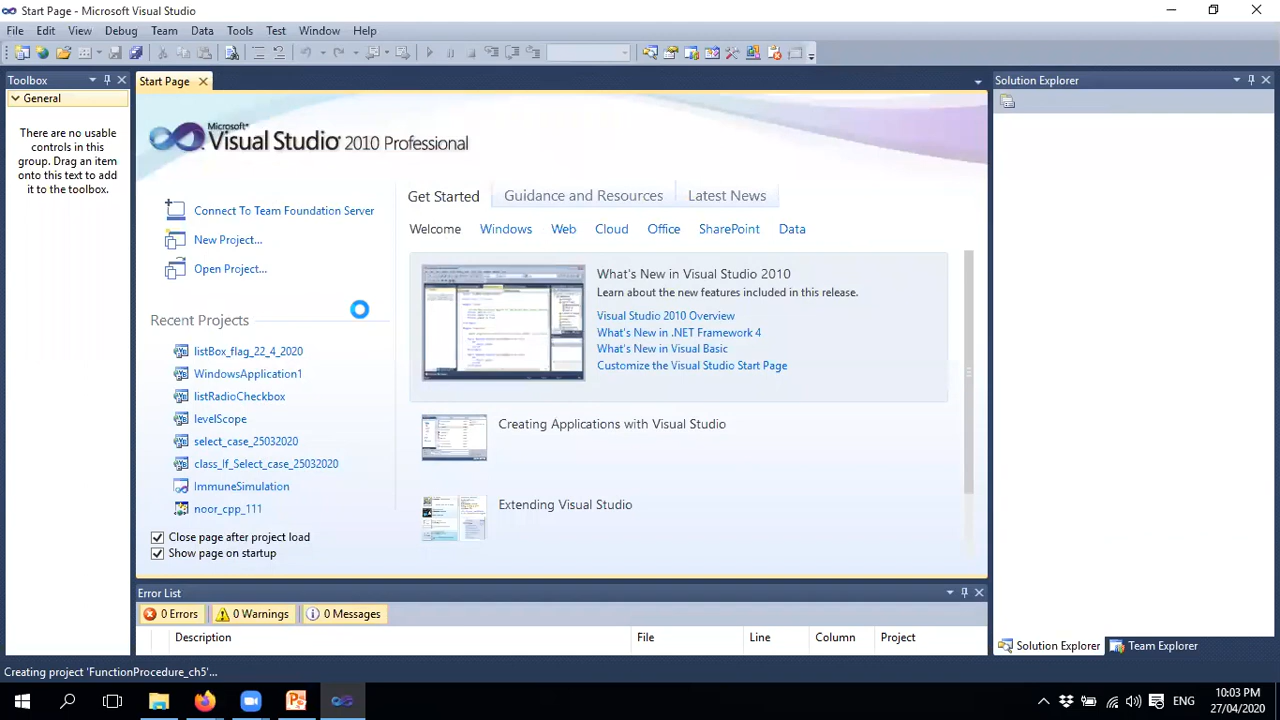 Start Page - Microsoft Visual Studio
File Edit View Debug Team Data Tools Test Window Help
Toolbox
General
There are no usable
controls in this
group. Drag an item
onto this text to add
it to the toolbox.
Start Page
Microsoft
Visual Studio 2010 Professional
Connect To Team Foundation Server
New Project...
Open Project...
Recent Projects
listBox_flag_22_4_2020
WindowsApplication1
listRadioCheckbox
levelScope
select_case_25032020
class_If_Select_case_25032020
ImmuneSimulation
noor_cpp_111
Close page after project load
Show page on startup
Get Started Guidance and Resources Latest News
Welcome Windows Web Cloud Office SharePoint Data
What's New in Visual Studio 2010
Learn about the new features included in this release.
Visual Studio 2010 Overview
What's New in .NET Framework 4
What's New in Visual Basic
Customize the Visual Studio Start Page
Creating Applications with Visual Studio
Extending Visual Studio
Error List
0 Errors 0 Warnings 0 Messages
Description File Line Column Project
Solution Explorer
Solution Explorer Team Explorer
Creating project 'FunctionProcedure_ch5'...
ENG
10:03 PM
27/04/2020